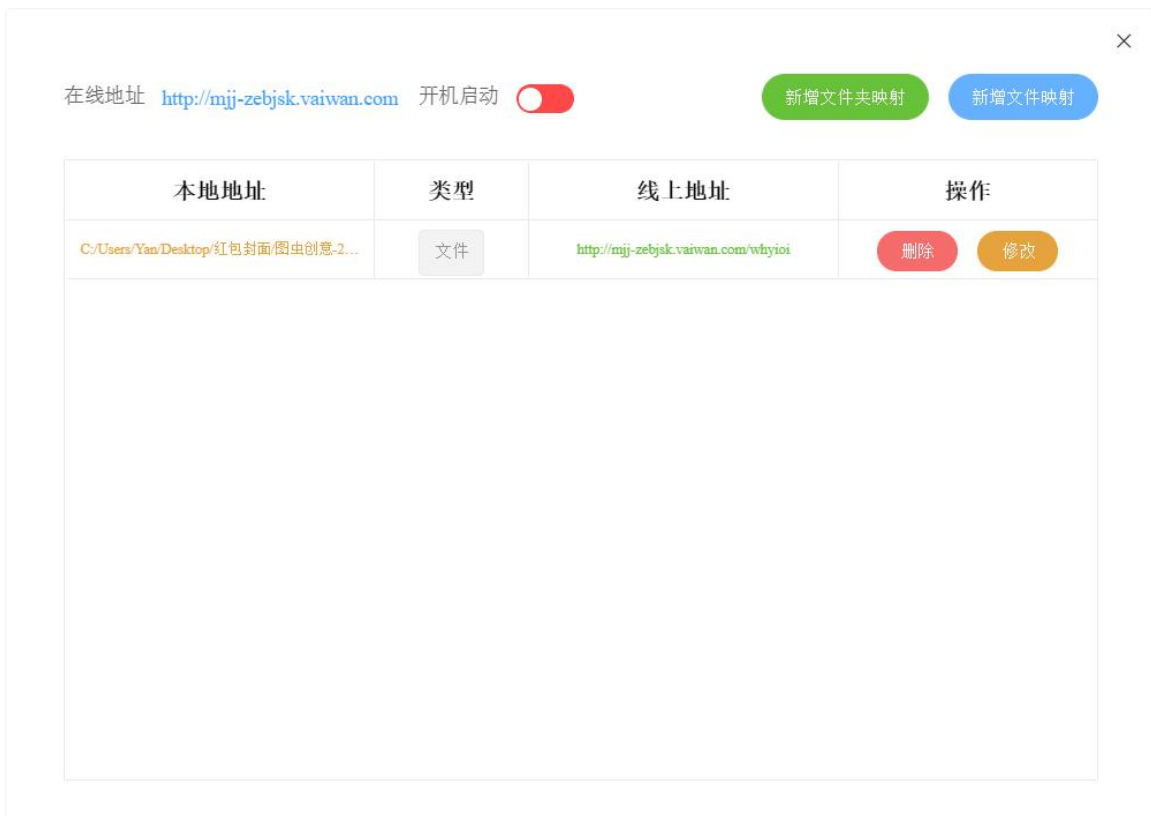 在线地址 http://mjj-zebjsk.vaiwan.com 开机启动 新增文件夹映射 新增文件映射
本地地址 类型 线上地址 操作
C:/Users/Yan/Desktop/红包封面/图虫创意-2... 文件 http://mjj-zebjsk.vaiwan.com/whyioi 删除 修改